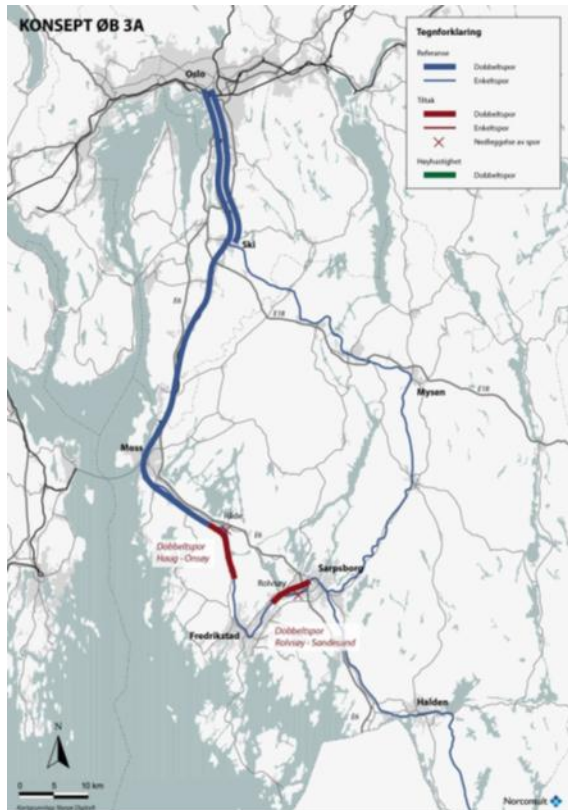 KONSEPT ØB 3A
Tegnforklaring
Referanse
Dobbeltspor
Enkeltspor
Tiltak
Dobbeltspor
Enkeltspor
Nedleggelse av spor
Høyhastighet
Dobbeltspor
Oslo
Ski
E6
E18
Mysen
E18
Moss
Råde
E6
Dobbeltspor
Haug - Onsøy
Sarpsborg
Rolvsøy
Fredrikstad
Dobbeltspor
Rolvsøy - Sandesund
Halden
E6
N
0 5 10 km
Norconsult